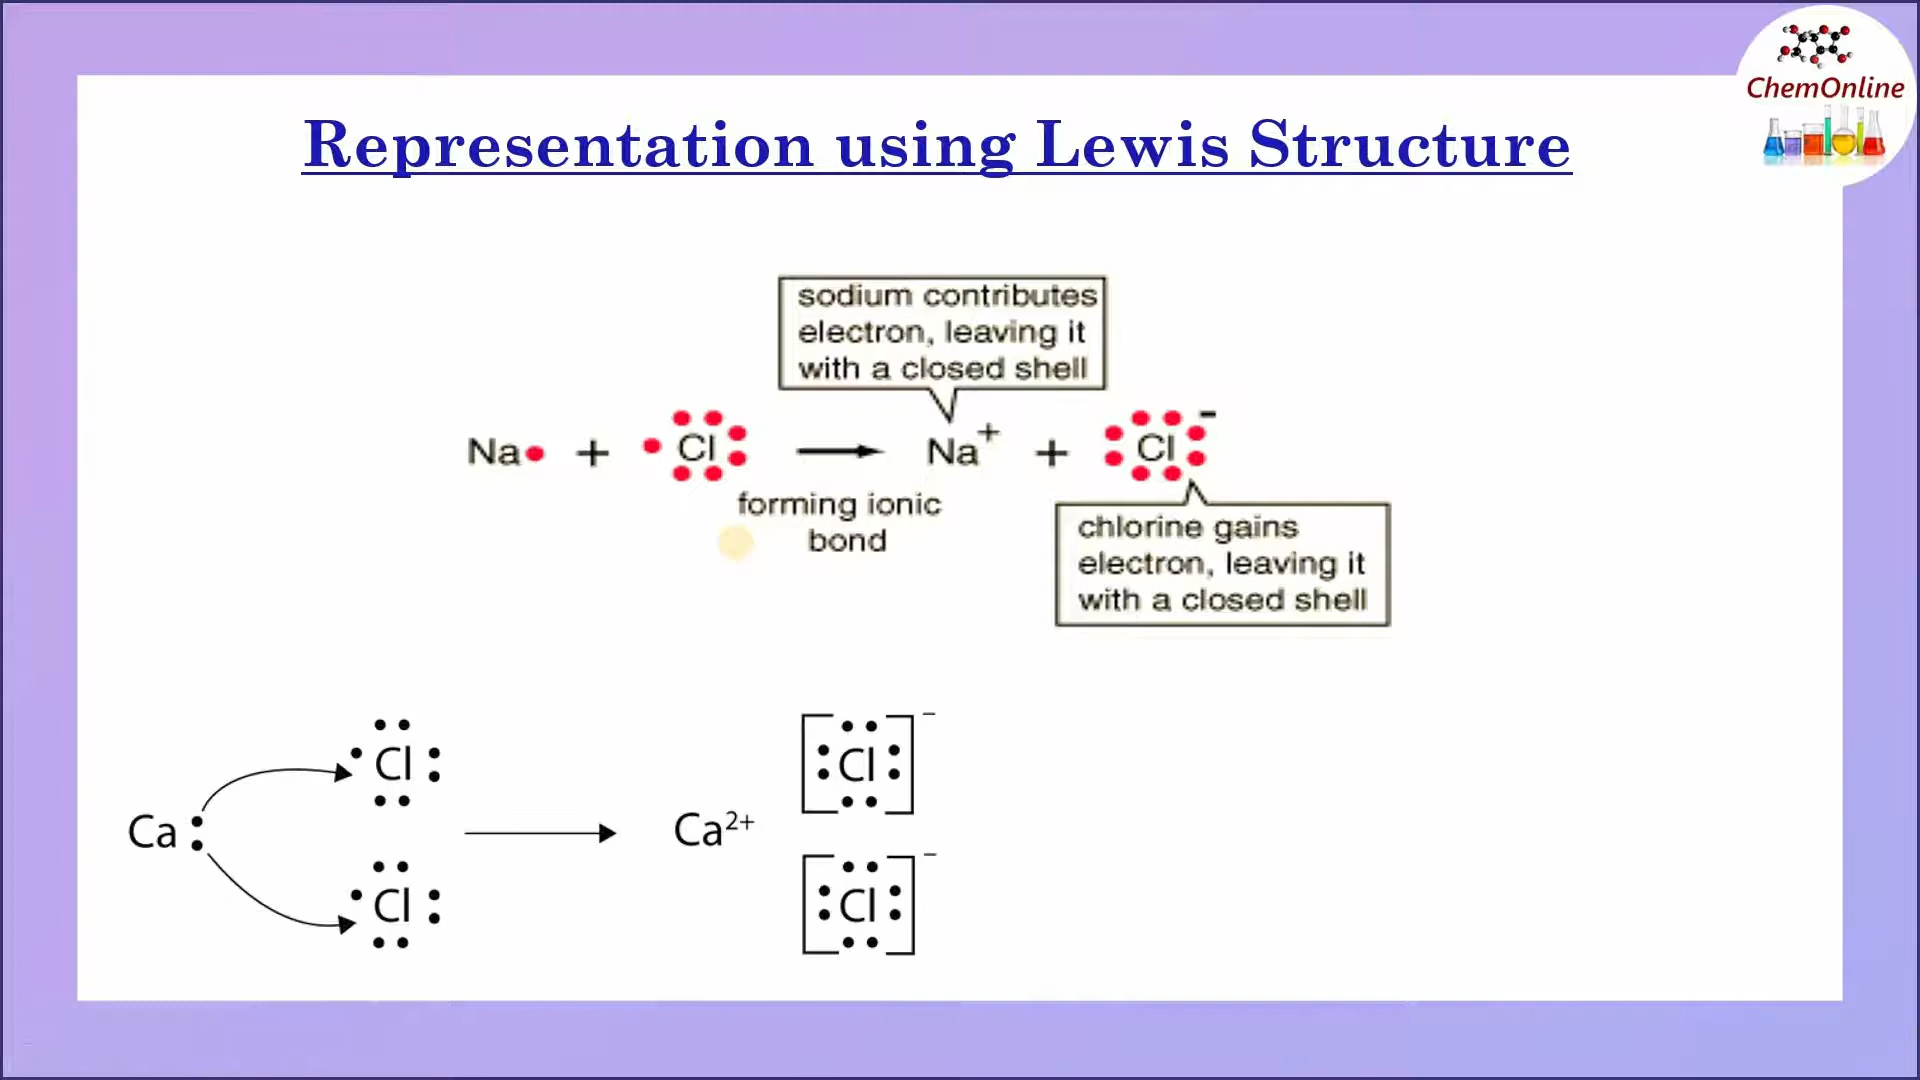 ChemOnline
Representation using Lewis Structure
sodium contributes
electron, leaving it
with a closed shell
Na + Cl → Na⁺ + Cl⁻
forming ionic
bond
chlorine gains
electron, leaving it
with a closed shell
Cl
[Cl]⁻
Ca → Ca²⁺
Cl
[Cl]⁻